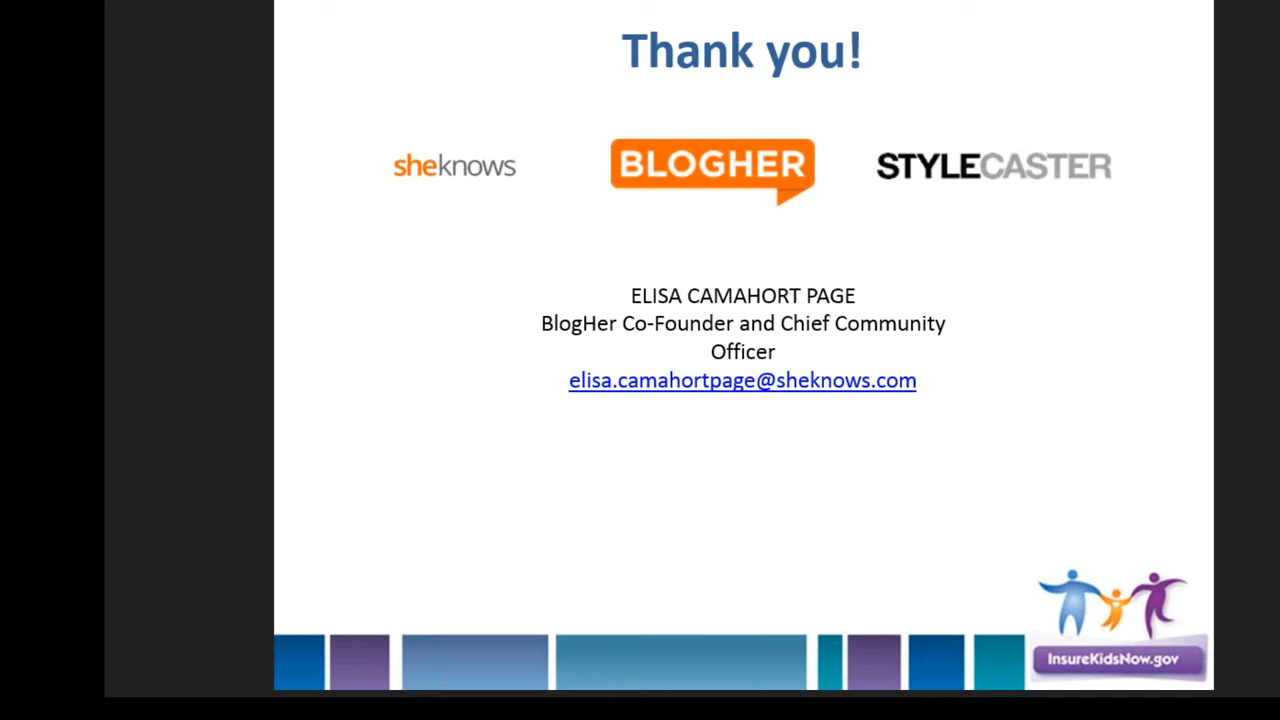 Thank you!
sheknows
BLOGHER
STYLECASTER
ELISA CAMAHORT PAGE
BlogHer Co-Founder and Chief Community
Officer
elisa.camahortpage@sheknows.com
InsureKidsNow.gov